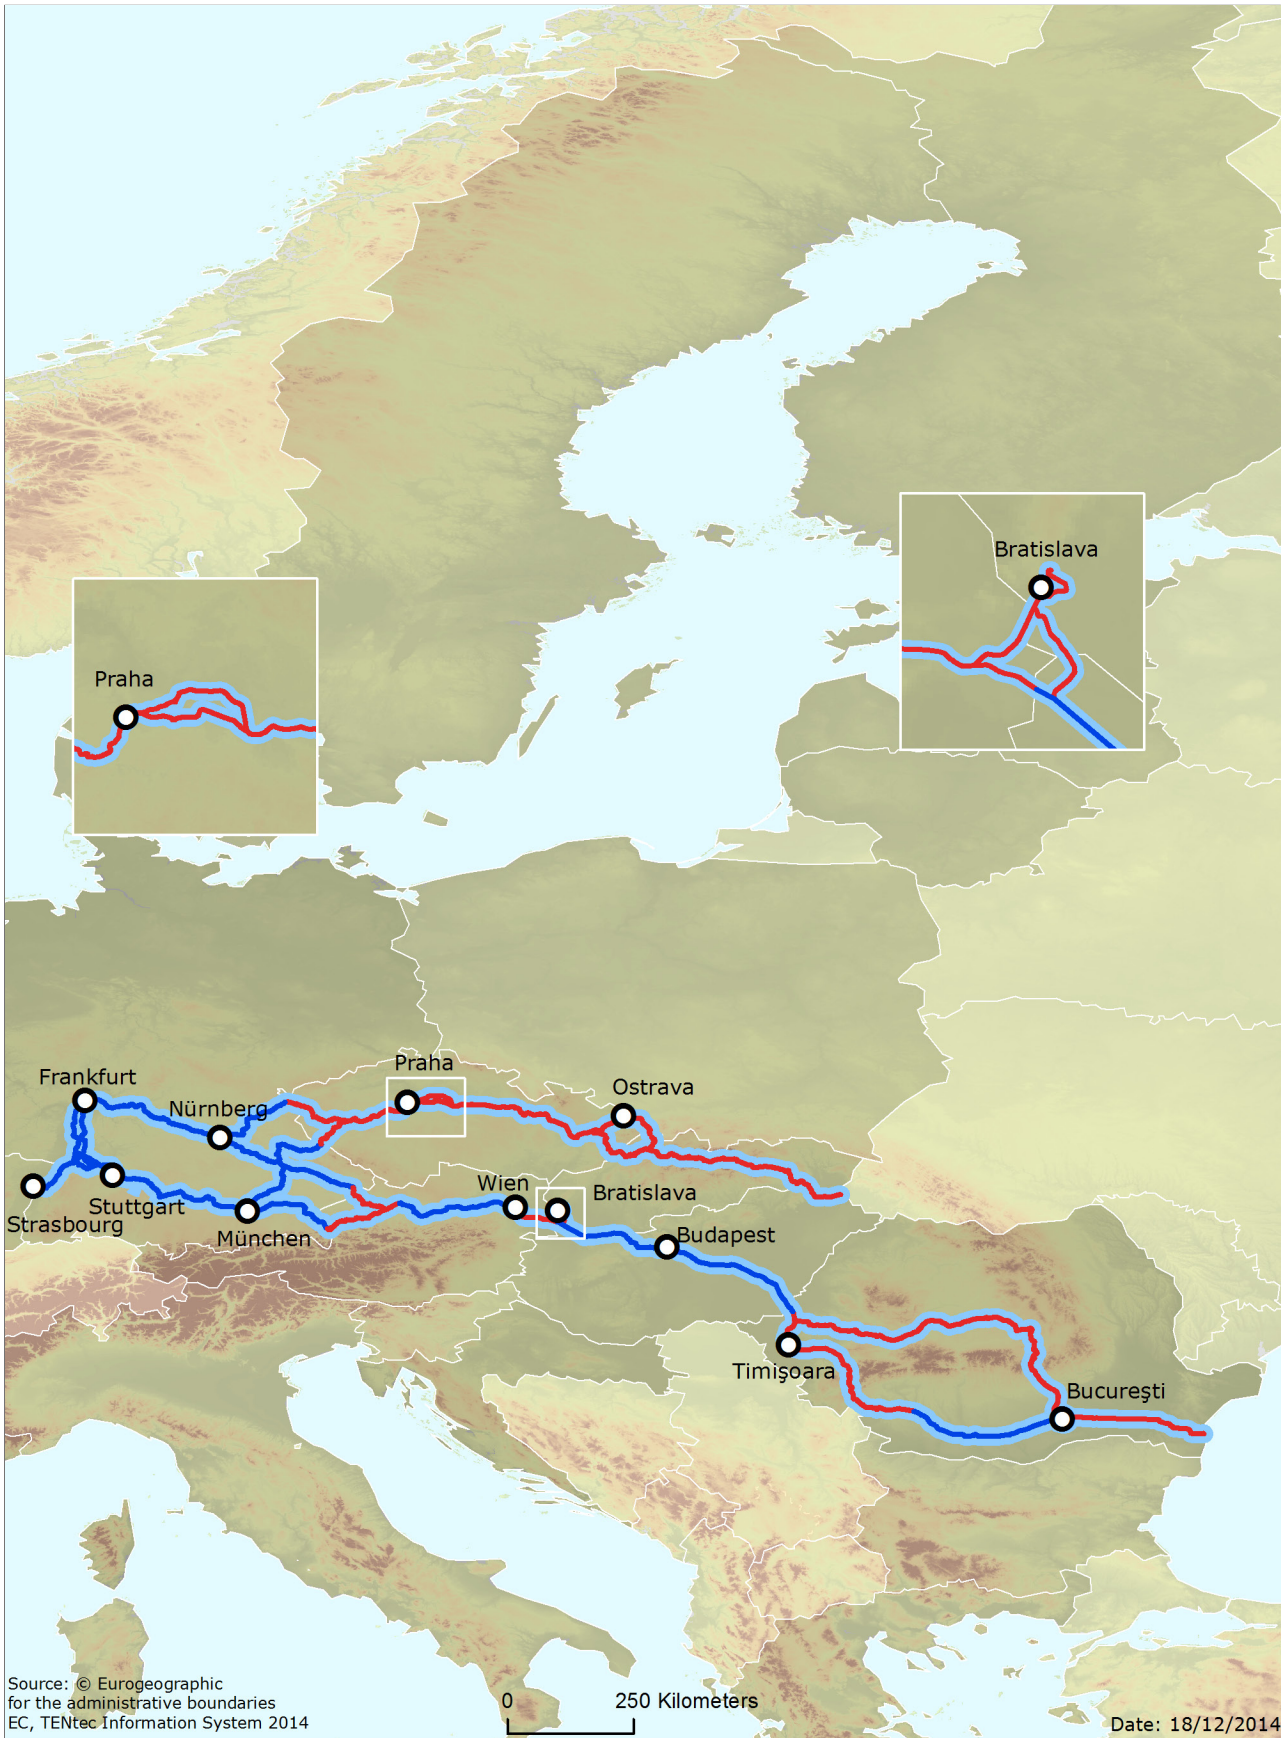 Bratislava
Praha
Praha
Frankfurt
Ostrava
Nürnberg
Wien
Bratislava
Stuttgart
Strasbourg
München
Budapest
Timişoara
Bucureşti
Source: © Eurogeographic
for the administrative boundaries
EC, TENtec Information System 2014
0 250 Kilometers
Date: 18/12/2014